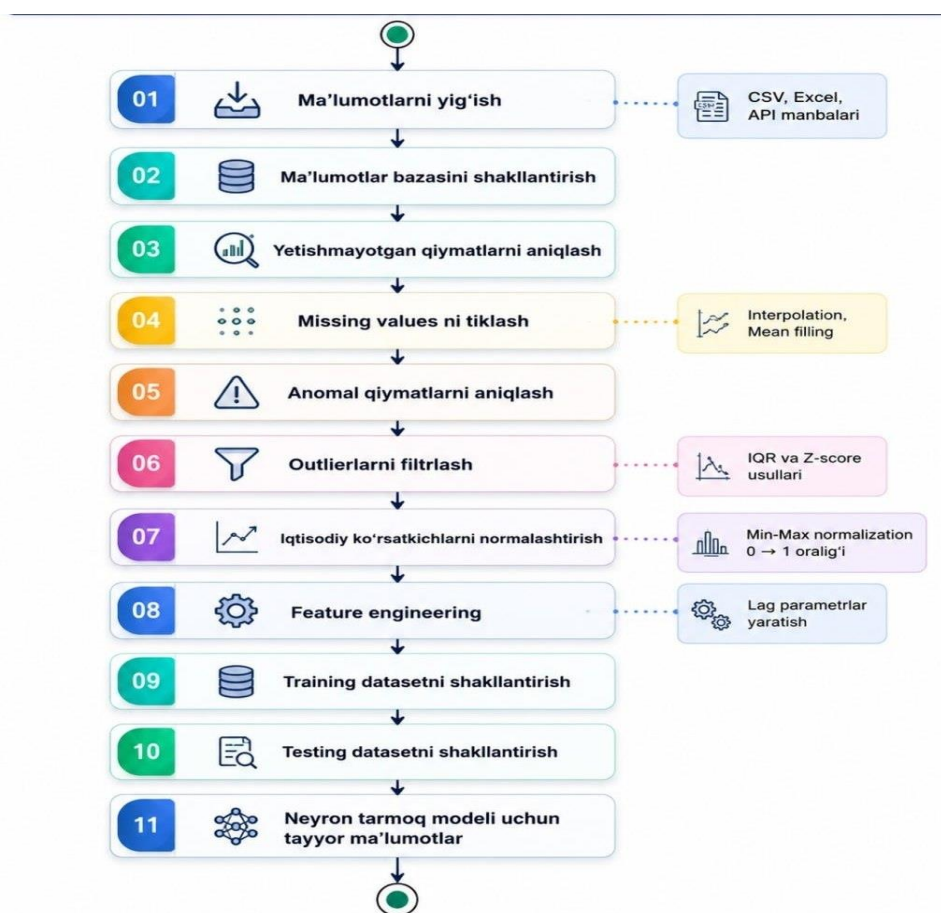 01
Ma’lumotlarni yig‘ish
CSV, Excel,
API manbalari
02
Ma’lumotlar bazasini shakllantirish
03
Yetishmayotgan qiymatlarni aniqlash
04
Missing values ni tiklash
Interpolation,
Mean filling
05
Anomal qiymatlarni aniqlash
06
Outlierlarni filtrlash
IQR va Z-score
usullari
07
Iqtisodiy ko‘rsatkichlarni normalashtirish
Min-Max normalization
0 → 1 oralig‘i
08
Feature engineering
Lag parametrlar
yaratish
09
Training datasetni shakllantirish
10
Testing datasetni shakllantirish
11
Neyron tarmoq modeli uchun
tayyor ma’lumotlar